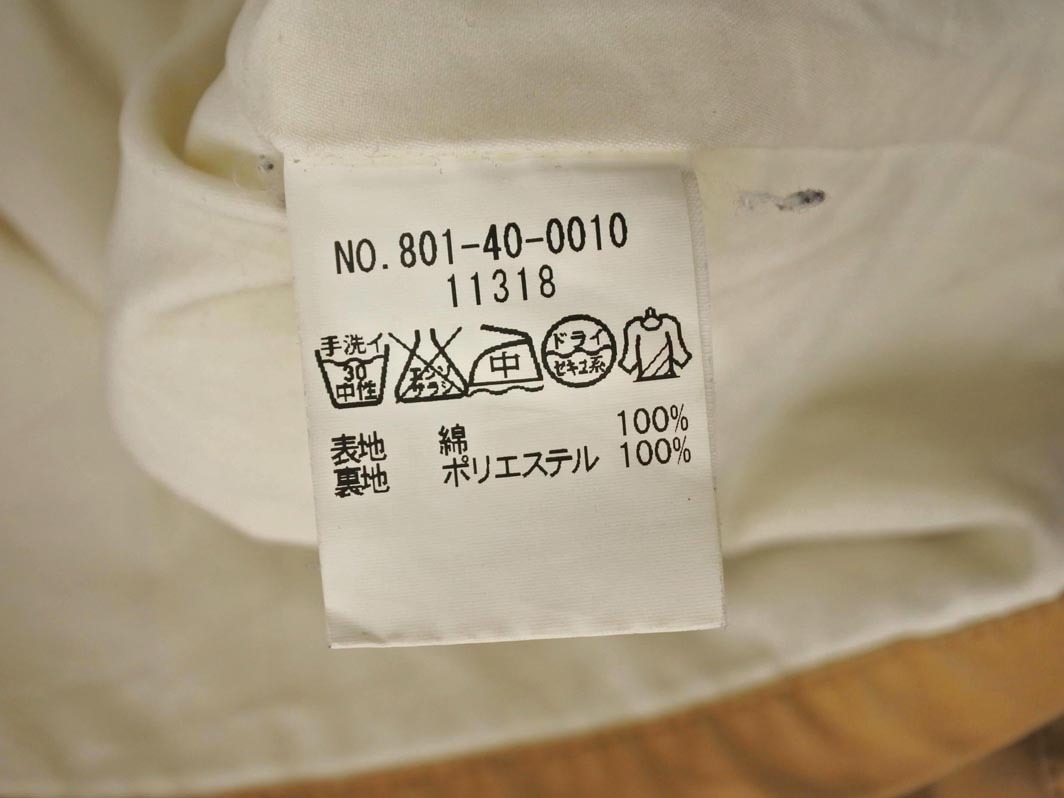 NO.801-40-0010
11318
手洗イ
30
中性
エンソ
サラシ
中
ドライ
セキユ系
表地 綿 100%
裏地 ポリエステル 100%